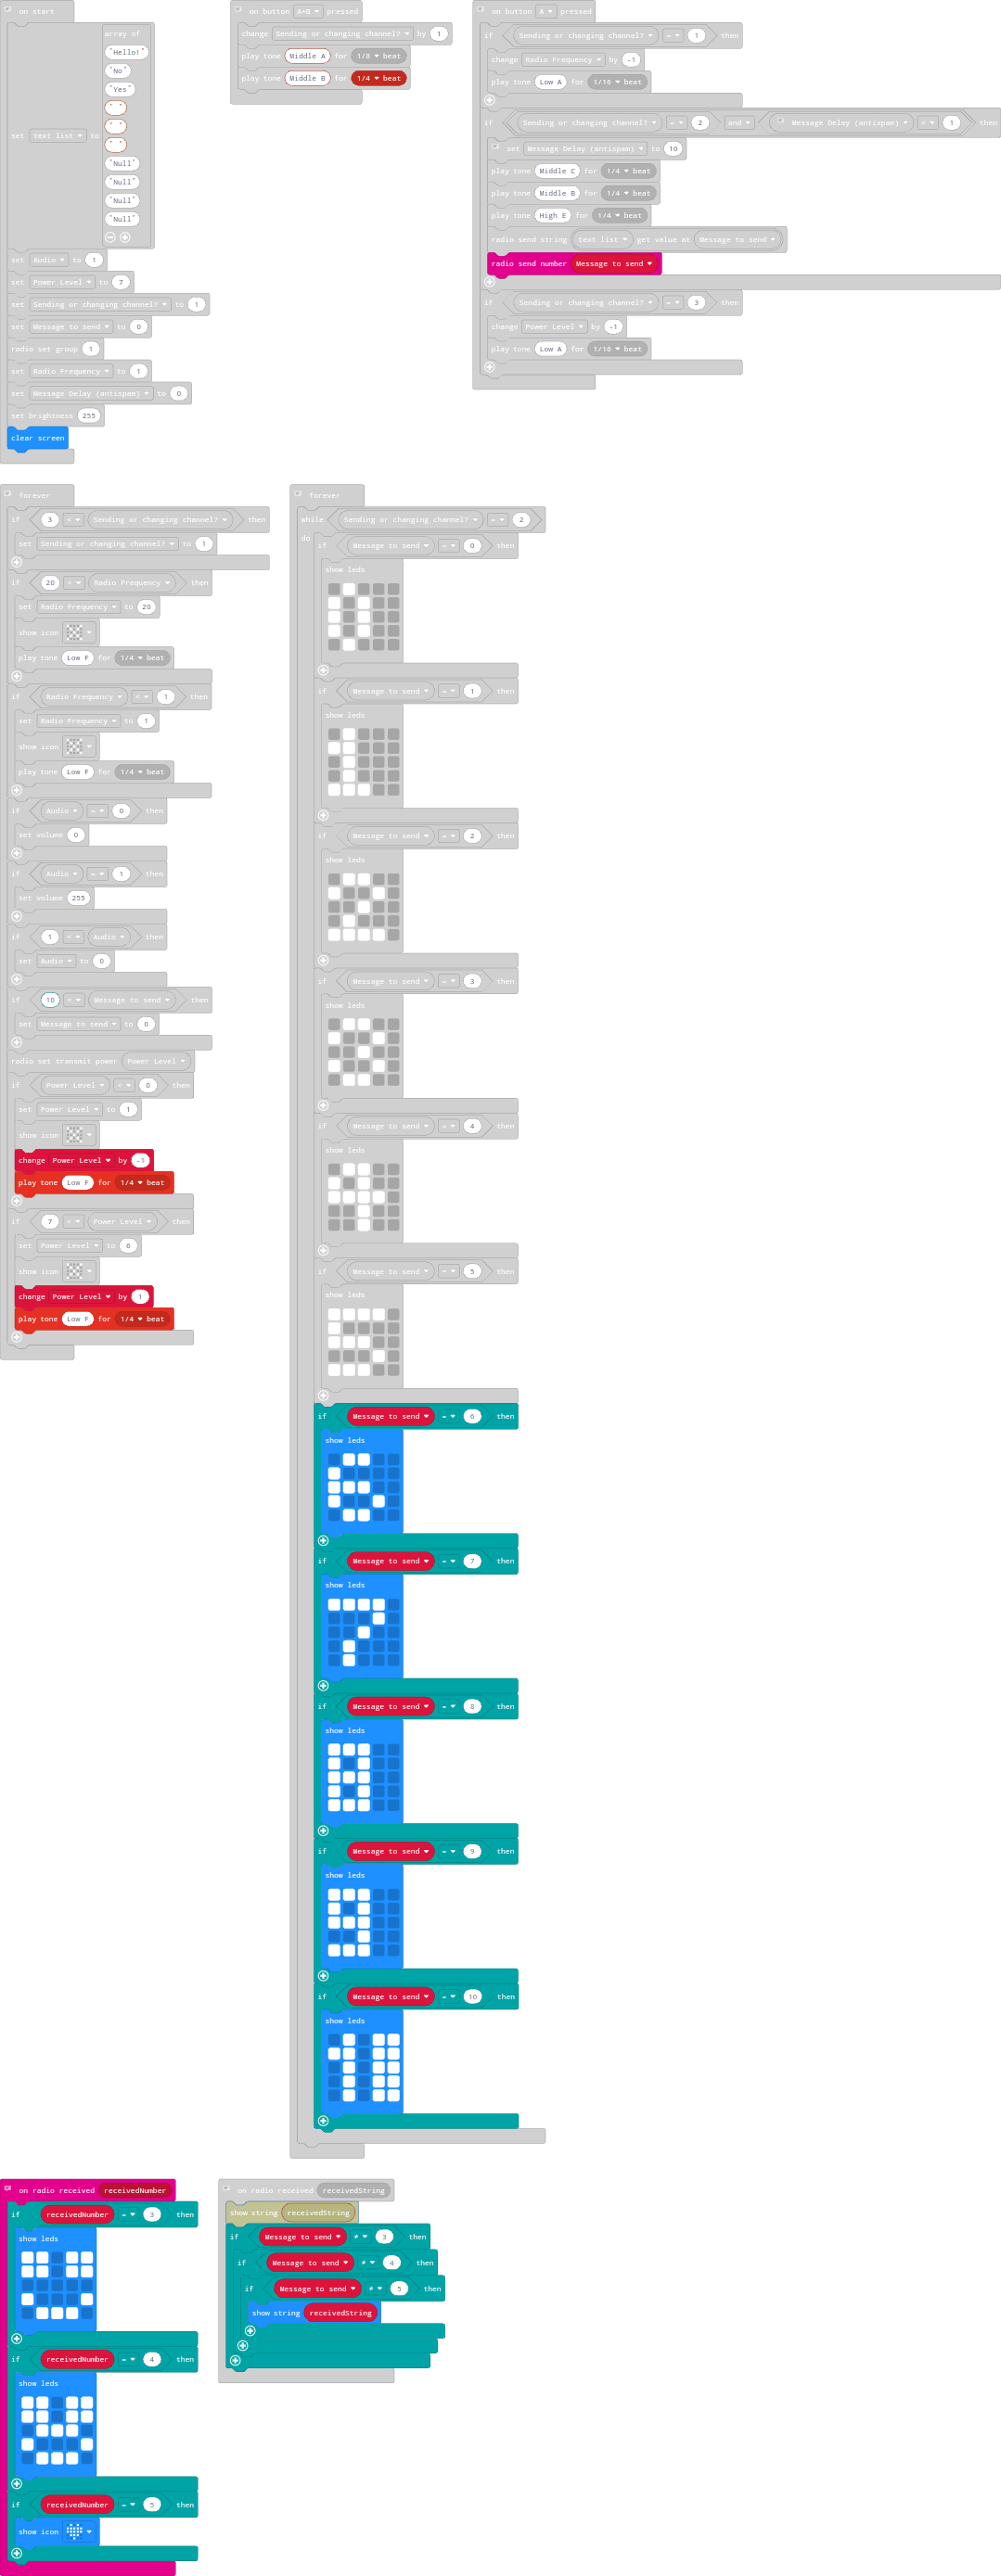 on start
set text list to array of
"Hello!"
"No"
"Yes"
" "
" "
" "
"Null"
"Null"
"Null"
"Null"
set Audio to 1
set Power Level to 7
set Sending or changing channel? to 1
set Message to send to 0
radio set group 1
set Radio Frequency to 1
set Message Delay (antispam) to 0
set brightness 255
clear screen
on button A+B pressed
change Sending or changing channel? by 1
play tone Middle A for 1/8 beat
play tone Middle B for 1/4 beat
on button A pressed
if Sending or changing channel? = 1 then
change Radio Frequency by -1
play tone Low A for 1/16 beat
if Sending or changing channel? = 2 and Message Delay (antispam) < 1 then
set Message Delay (antispam) to 10
play tone Middle C for 1/4 beat
play tone Middle B for 1/4 beat
play tone High E for 1/4 beat
radio send string text list get value at Message to send
radio send number Message to send
if Sending or changing channel? = 3 then
change Power Level by -1
play tone Low A for 1/16 beat
forever
if 3 < Sending or changing channel? then
set Sending or changing channel? to 1
if 20 < Radio Frequency then
set Radio Frequency to 20
show icon
play tone Low F for 1/4 beat
if Radio Frequency < 1 then
set Radio Frequency to 1
show icon
play tone Low F for 1/4 beat
if Audio = 0 then
set volume 0
if Audio = 1 then
set volume 255
if 1 < Audio then
set Audio to 0
if 10 < Message to send then
set Message to send to 0
radio set transmit power Power Level
if Power Level < 0 then
set Power Level to 1
show icon
change Power Level by -1
play tone Low F for 1/4 beat
if 7 < Power Level then
set Power Level to 6
show icon
change Power Level by 1
play tone Low F for 1/4 beat
forever
while Sending or changing channel? = 2
do if Message to send = 0 then
show leds
if Message to send = 1 then
show leds
if Message to send = 2 then
show leds
if Message to send = 3 then
show leds
if Message to send = 4 then
show leds
if Message to send = 5 then
show leds
if Message to send = 6 then
show leds
if Message to send = 7 then
show leds
if Message to send = 8 then
show leds
if Message to send = 9 then
show leds
if Message to send = 10 then
show leds
on radio received receivedNumber
if receivedNumber = 3 then
show leds
if receivedNumber = 4 then
show leds
if receivedNumber = 5 then
show icon
on radio received receivedString
show string receivedString
if Message to send ≠ 3 then
if Message to send ≠ 4 then
if Message to send ≠ 5 then
show string receivedString